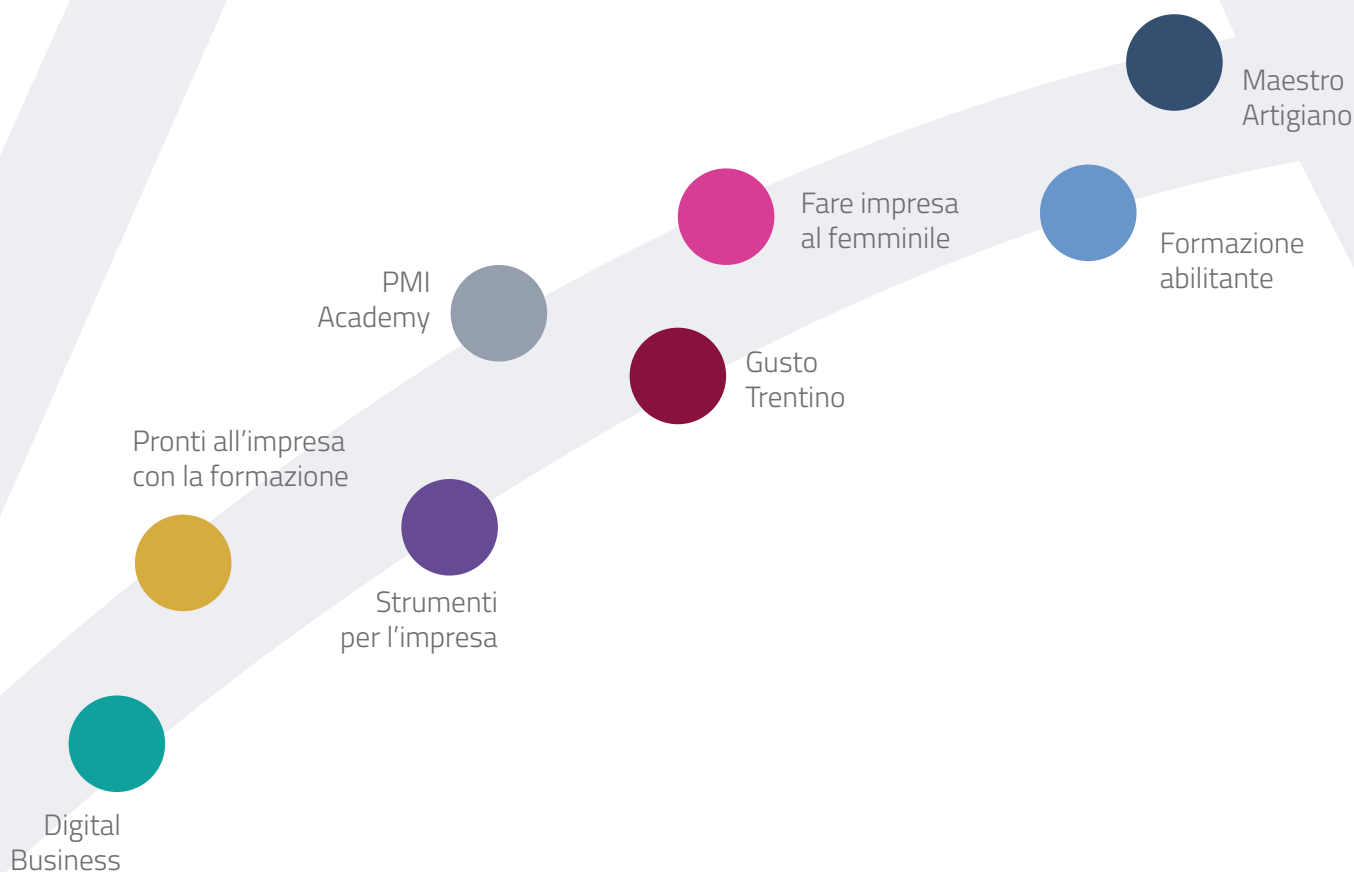 Maestro
Artigiano
Fare impresa
al femminile
Formazione
abilitante
PMI
Academy
Gusto
Trentino
Pronti all’impresa
con la formazione
Strumenti
per l’impresa
Digital
Business